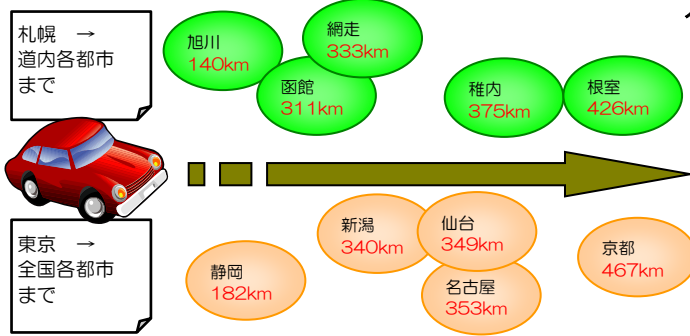 札幌　→
道内各都市
まで
旭川
140km
網走
333km
函館
311km
稚内
375km
根室
426km
東京　→
全国各都市
まで
静岡
182km
新潟
340km
仙台
349km
名古屋
353km
京都
467km